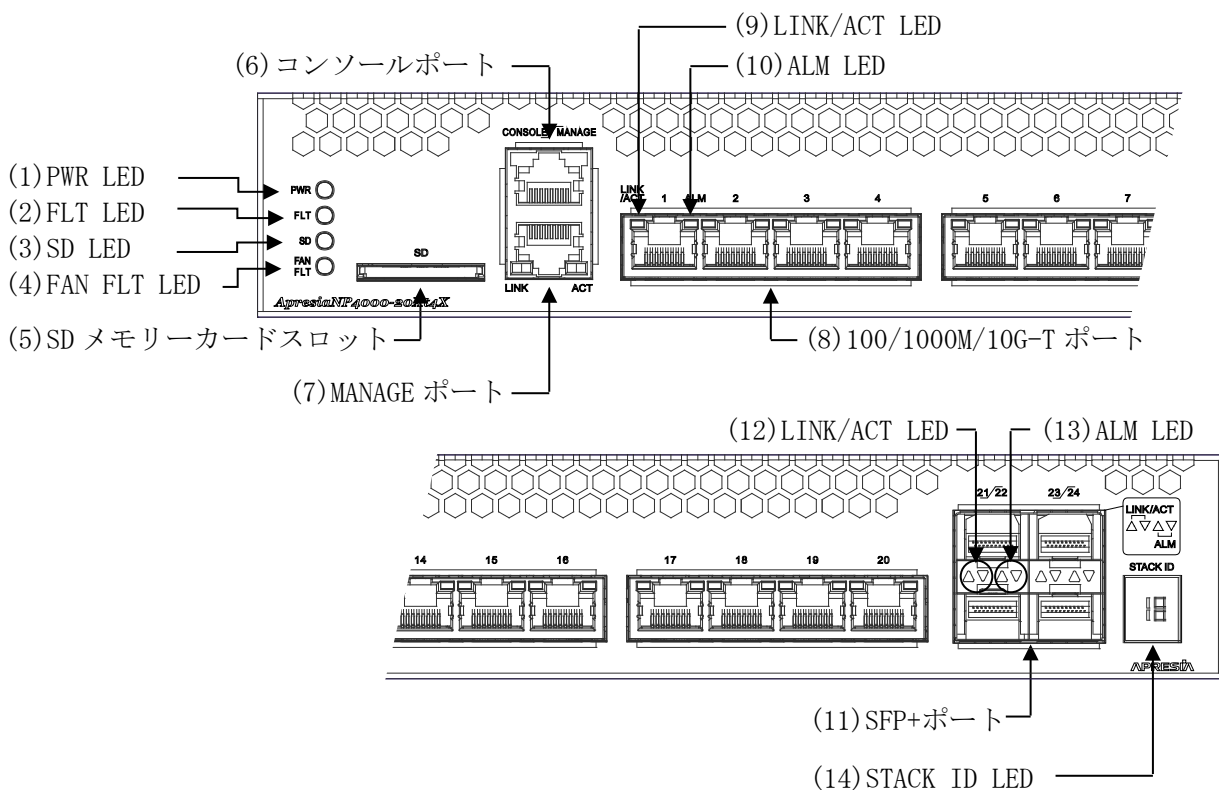 (9)LINK/ACT LED
(6)コンソールポート
(10)ALM LED
CONSOLE MANAGE
(1)PWR LED
PWR
LINK
/ACT 1 ALM 2 3 4 5 6 7
(2)FLT LED
FLT
(3)SD LED
SD
SD
(4)FAN FLT LED
FAN
FLT
LINK ACT
ApresiaNP4000-20Xt4X
(5)SDメモリーカードスロット
(8)100/1000M/10G-Tポート
(7)MANAGEポート
(12)LINK/ACT LED
(13)ALM LED
21/22 23/24
LINK/ACT
ALM
14 15 16 17 18 19 20
STACK ID
APRESIA
(11)SFP+ポート
(14)STACK ID LED